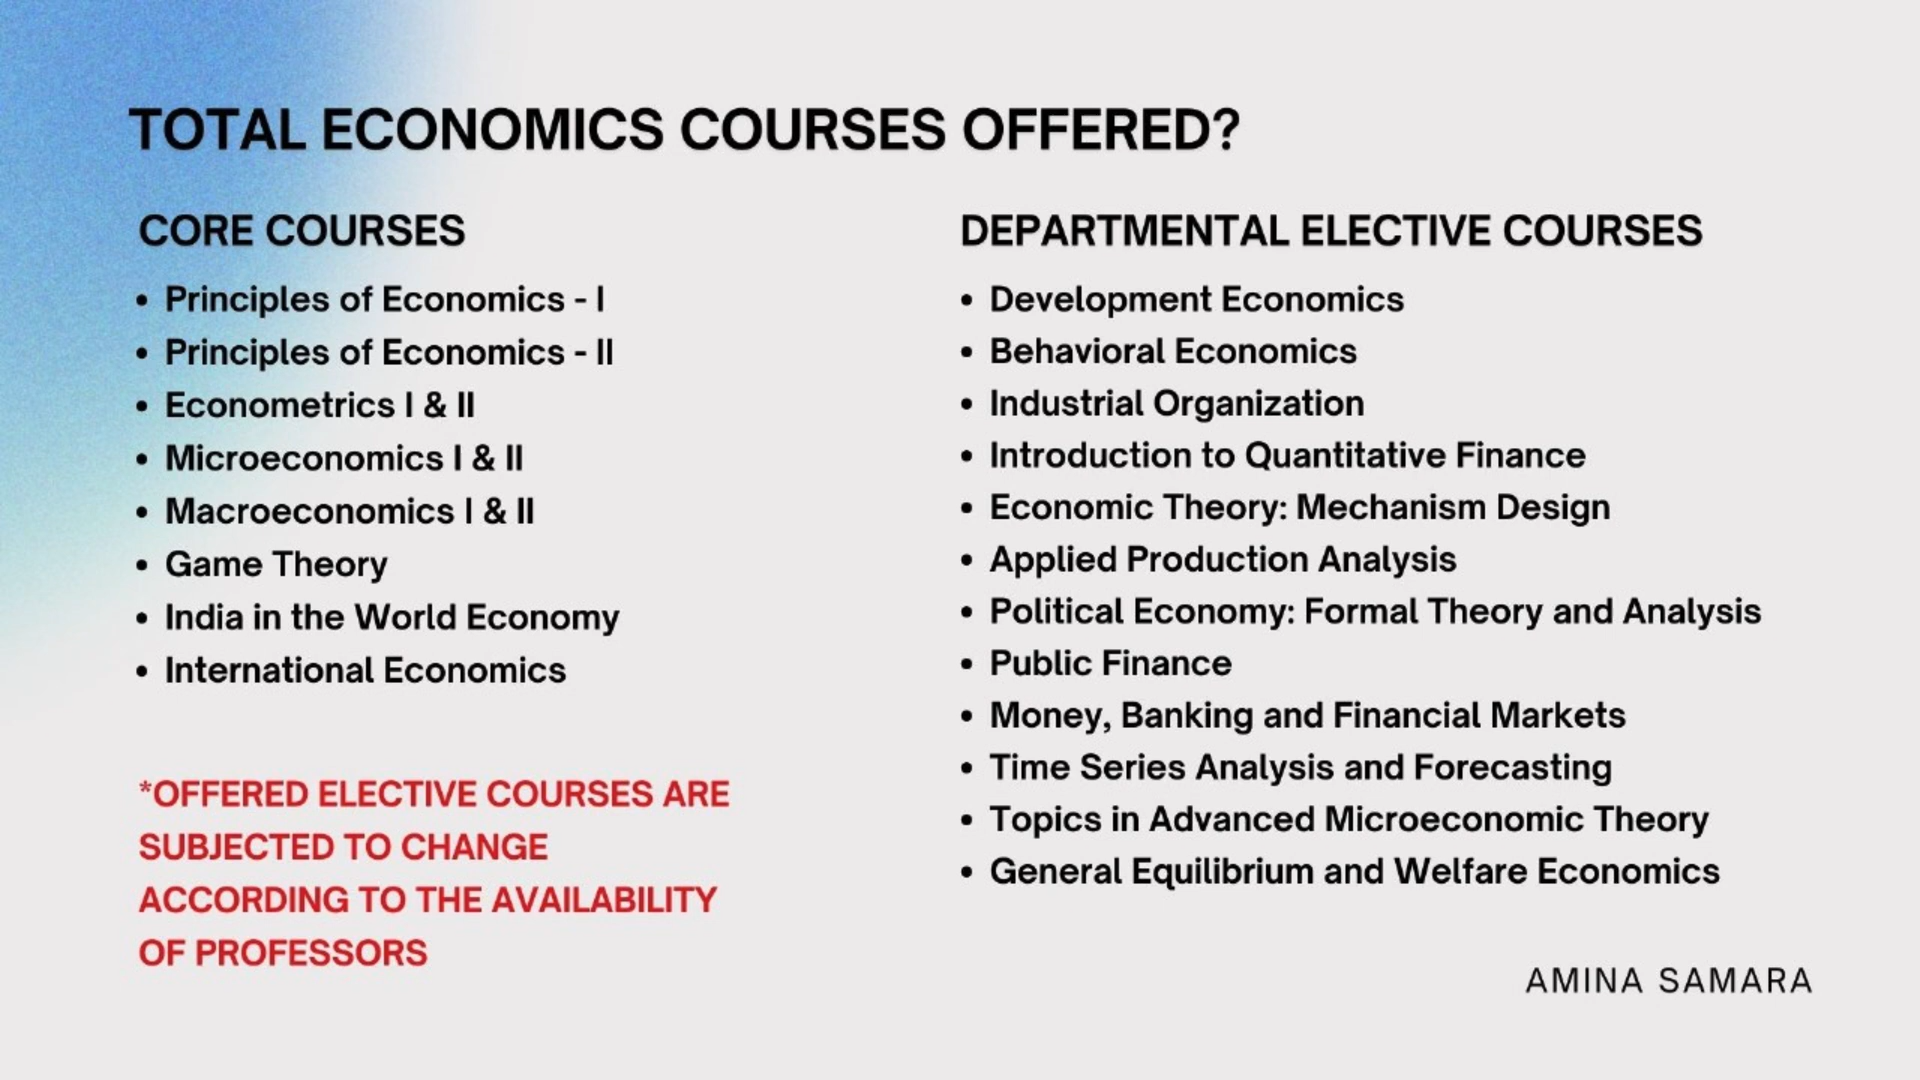 TOTAL ECONOMICS COURSES OFFERED?
CORE COURSES
• Principles of Economics - I
• Principles of Economics - II
• Econometrics I & II
• Microeconomics I & II
• Macroeconomics I & II
• Game Theory
• India in the World Economy
• International Economics
*OFFERED ELECTIVE COURSES ARE
SUBJECTED TO CHANGE
ACCORDING TO THE AVAILABILITY
OF PROFESSORS
DEPARTMENTAL ELECTIVE COURSES
• Development Economics
• Behavioral Economics
• Industrial Organization
• Introduction to Quantitative Finance
• Economic Theory: Mechanism Design
• Applied Production Analysis
• Political Economy: Formal Theory and Analysis
• Public Finance
• Money, Banking and Financial Markets
• Time Series Analysis and Forecasting
• Topics in Advanced Microeconomic Theory
• General Equilibrium and Welfare Economics
AMINA SAMARA